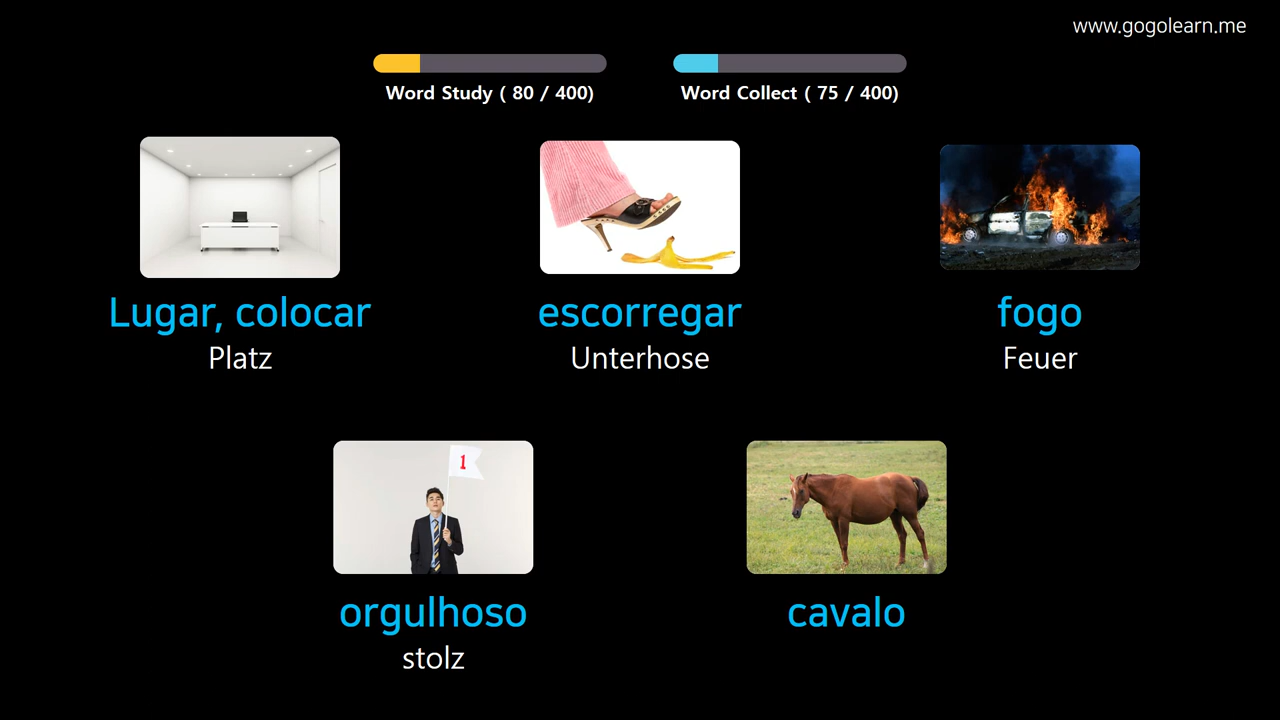 www.gogolearn.me
Word Study ( 80 / 400)
Word Collect ( 75 / 400)
Lugar, colocar
Platz
escorregar
Unterhose
fogo
Feuer
1
orgulhoso
stolz
cavalo